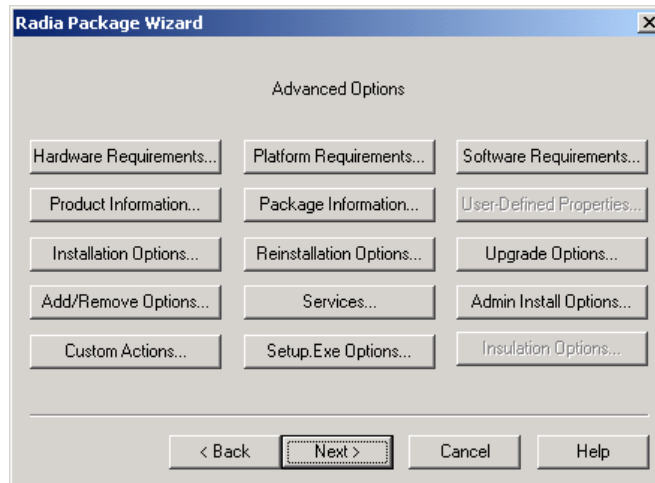 Radia Package Wizard
Advanced Options
Hardware Requirements... Platform Requirements... Software Requirements...
Product Information... Package Information... User-Defined Properties...
Installation Options... Reinstallation Options... Upgrade Options...
Add/Remove Options... Services... Admin Install Options...
Custom Actions... Setup.Exe Options... Insulation Options...
< Back Next > Cancel Help